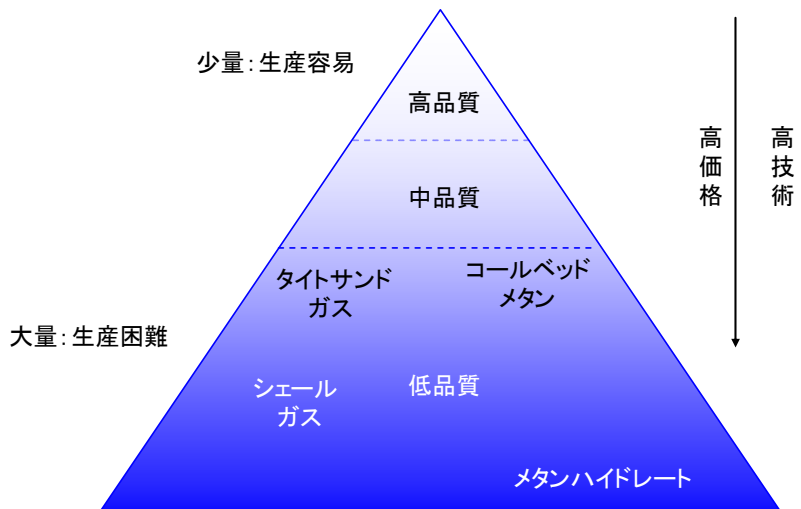 少量：生産容易
高品質
高価格
高技術
中品質
タイトサンド
ガス
コールベッド
メタン
大量：生産困難
シェール
ガス
低品質
メタンハイドレート